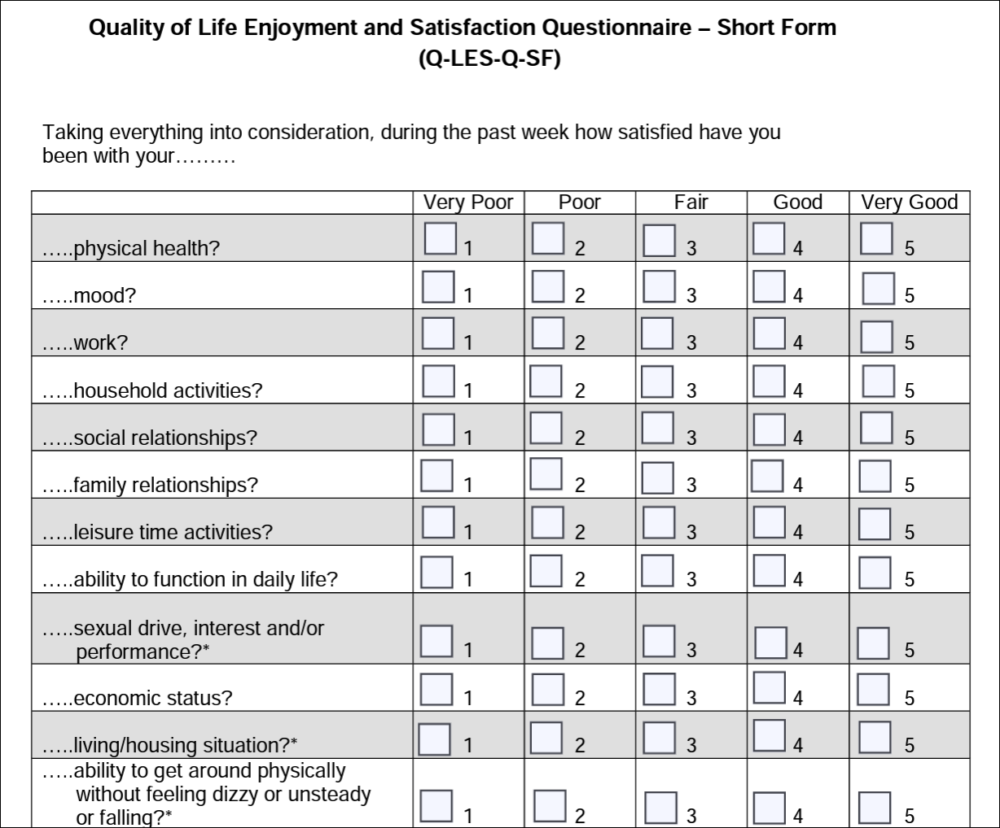 Quality of Life Enjoyment and Satisfaction Questionnaire – Short Form
(Q-LES-Q-SF)
Taking everything into consideration, during the past week how satisfied have you
been with your………
Very Poor Poor Fair Good Very Good
…..physical health? 1 2 3 4 5
…..mood? 1 2 3 4 5
…..work? 1 2 3 4 5
…..household activities? 1 2 3 4 5
…..social relationships? 1 2 3 4 5
…..family relationships? 1 2 3 4 5
…..leisure time activities? 1 2 3 4 5
…..ability to function in daily life? 1 2 3 4 5
…..sexual drive, interest and/or
performance?* 1 2 3 4 5
…..economic status? 1 2 3 4 5
…..living/housing situation?* 1 2 3 4 5
…..ability to get around physically
without feeling dizzy or unsteady
or falling?* 1 2 3 4 5